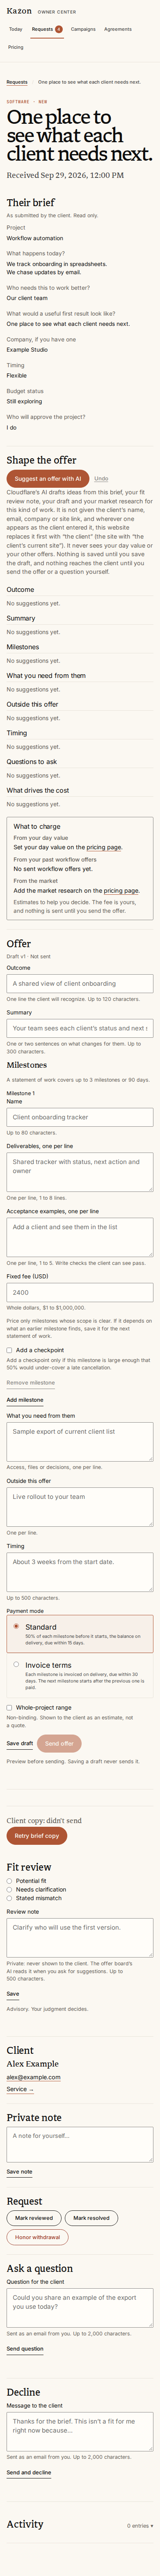 Kazon OWNER CENTER
Today Requests 4 Campaigns Agreements
Pricing
Requests One place to see what each client needs next.
SOFTWARE · NEW
One place to
see what each
client needs next.
Received Sep 29, 2026, 12:00 PM
Their brief
As submitted by the client. Read only.
Project
Workflow automation
What happens today?
We track onboarding in spreadsheets.
We chase updates by email.
Who needs this to work better?
Our client team
What would a useful first result look like?
One place to see what each client needs next.
Company, if you have one
Example Studio
Timing
Flexible
Budget status
Still exploring
Who will approve the project?
I do
Shape the offer
Suggest an offer with AI Undo
Cloudflare's AI drafts ideas from the brief, your fit
review note, your draft and your market research
for this kind of work. It is not given the client's name,
email, company or site link, and wherever one
appears as the client entered it, this website
replaces it first with "the client" (the site with "the
client's current site"). It never sees your day value or
your other offers. Nothing is saved until you save
the draft, and nothing reaches the client until you
send the offer or a question yourself.
Outcome
No suggestions yet.
Summary
No suggestions yet.
Milestones
No suggestions yet.
What you need from them
No suggestions yet.
Outside this offer
No suggestions yet.
Timing
No suggestions yet.
Questions to ask
No suggestions yet.
What drives the cost
No suggestions yet.
What to charge
From your day value
Set your day value on the pricing page.
From your past workflow offers
No sent workflow offers yet.
From the market
Add the market research on the pricing page.
Estimates to help you decide. The fee is yours,
and nothing is sent until you send the offer.
Offer
Draft v1 · Not sent
Outcome
A shared view of client onboarding
One line the client will recognize. Up to 120 characters.
Summary
Your team sees each client's status and next s
One or two sentences on what changes for them. Up to
300 characters.
Milestones
A statement of work covers up to 3 milestones or 90 days.
Milestone 1
Name
Client onboarding tracker
Up to 80 characters.
Deliverables, one per line
Shared tracker with status, next action and
owner
One per line, 1 to 8 lines.
Acceptance examples, one per line
Add a client and see them in the list
One per line, 1 to 5. Write checks the client can see pass.
Fixed fee (USD)
2400
Whole dollars, $1 to $1,000,000.
Price only milestones whose scope is clear. If it depends on
what an earlier milestone finds, save it for the next
statement of work.
Add a checkpoint
Add a checkpoint only if this milestone is large enough that
50% would under-cover a late cancellation.
Remove milestone
Add milestone
What you need from them
Sample export of current client list
Access, files or decisions, one per line.
Outside this offer
Live rollout to your team
One per line.
Timing
About 3 weeks from the start date.
Up to 500 characters.
Payment mode
Standard
50% of each milestone before it starts, the balance on
delivery, due within 15 days.
Invoice terms
Each milestone is invoiced on delivery, due within 30
days. The next milestone starts after the previous one is
paid.
Whole-project range
Non-binding. Shown to the client as an estimate, not
a quote.
Save draft Send offer
Preview before sending. Saving a draft never sends it.
Client copy: didn't send
Retry brief copy
Fit review
Potential fit
Needs clarification
Stated mismatch
Review note
Clarify who will use the first version.
Private: never shown to the client. The offer board's
AI reads it when you ask for suggestions. Up to
500 characters.
Save
Advisory. Your judgment decides.
Client
Alex Example
alex@example.com
Service →
Private note
A note for yourself…
Save note
Request
Mark reviewed Mark resolved
Honor withdrawal
Ask a question
Question for the client
Could you share an example of the export
you use today?
Sent as an email from you. Up to 2,000 characters.
Send question
Decline
Message to the client
Thanks for the brief. This isn't a fit for me
right now because…
Sent as an email from you. Up to 2,000 characters.
Send and decline
Activity 0 entries